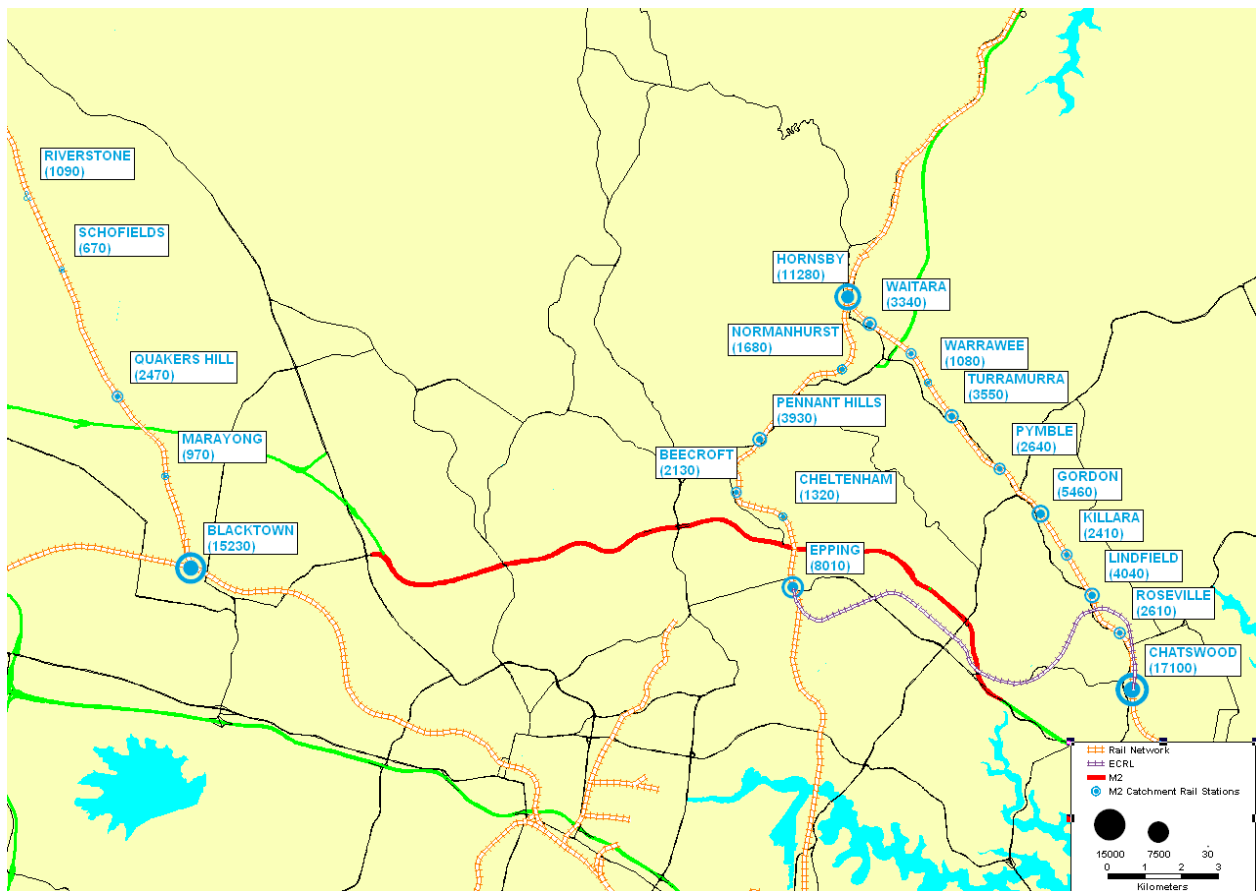 RIVERSTONE
(1090)
SCHOFIELDS
(670)
HORNSBY
(11280)
WAITARA
(3340)
NORMANHURST
(1680)
WARRAWEE
(1080)
QUAKERS HILL
(2470)
TURRAMURRA
(3550)
PENNANT HILLS
(3930)
PYMBLE
(2640)
MARAYONG
(970)
BEECROFT
(2130)
CHELTENHAM
(1320)
GORDON
(5460)
KILLARA
(2410)
BLACKTOWN
(15230)
EPPING
(8010)
LINDFIELD
(4040)
ROSEVILLE
(2610)
CHATSWOOD
(17100)
Rail Network
ECRL
M2
M2 Catchment Rail Stations
15000 7500 30
0 1 2 3
Kilometers